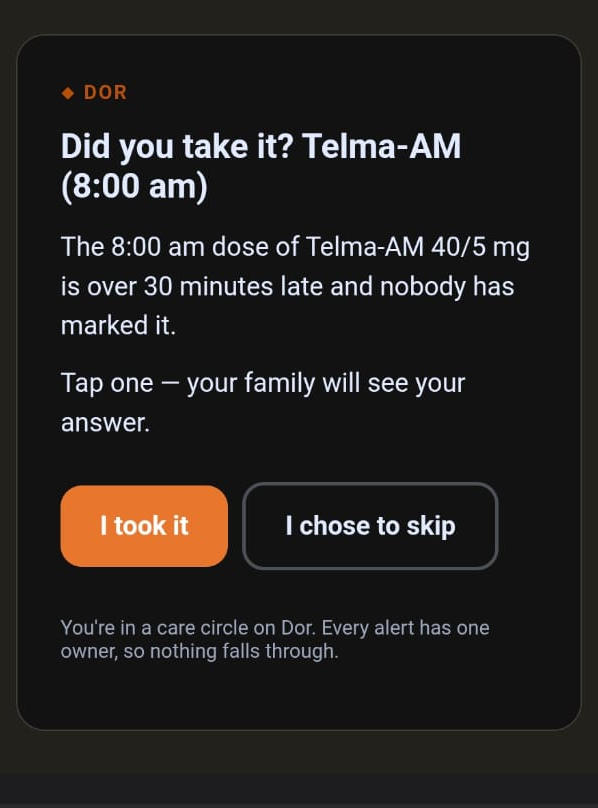 ◆ DOR
Did you take it? Telma-AM
(8:00 am)
The 8:00 am dose of Telma-AM 40/5 mg
is over 30 minutes late and nobody has
marked it.
Tap one — your family will see your
answer.
I took it
I chose to skip
You're in a care circle on Dor. Every alert has one
owner, so nothing falls through.